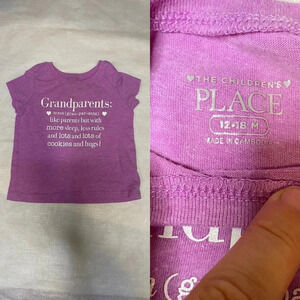 Grandparents:
like parents but with
more sleep, less rules
and lots and lots of
cookies and hugs!
THE CHILDREN'S
PLACE
12-18 M
MADE IN CAMBODIA